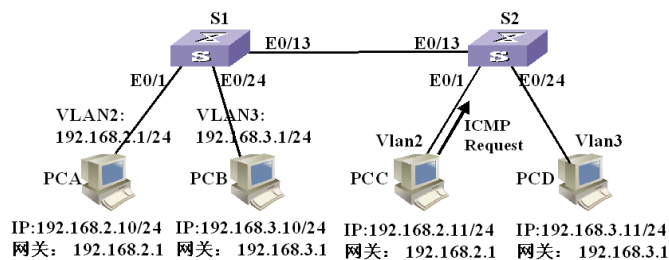 S1
S2
E0/13
E0/13
E0/1
E0/24
E0/1
E0/24
VLAN2:
192.168.2.1/24
VLAN3:
192.168.3.1/24
Vlan2
ICMP
Request
Vlan3
PCA
PCB
PCC
PCD
IP:192.168.2.10/24
网关： 192.168.2.1
IP:192.168.3.10/24
网关： 192.168.3.1
IP:192.168.2.11/24
网关： 192.168.2.1
IP:192.168.3.11/24
网关： 192.168.3.1